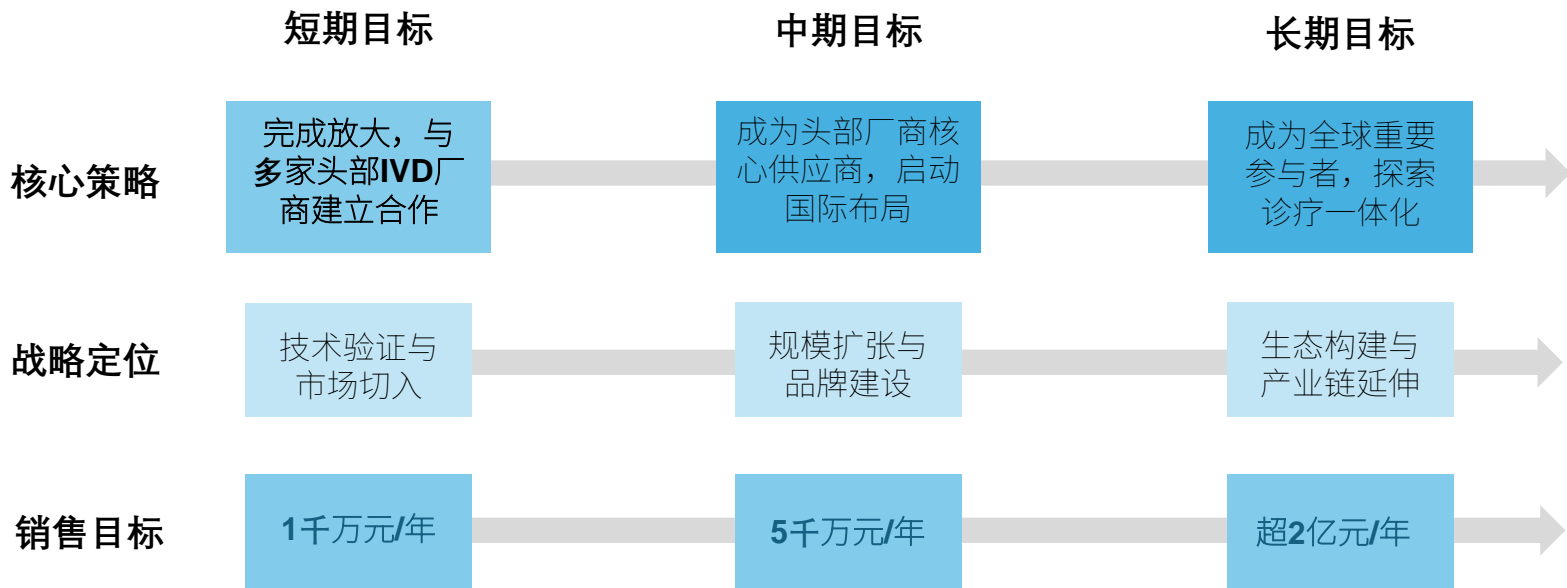 短期目标
中期目标
长期目标
核心策略
完成放大，与
多家头部IVD厂
商建立合作
成为头部厂商核
心供应商，启动
国际布局
成为全球重要
参与者，探索
诊疗一体化
战略定位
技术验证与
市场切入
规模扩张与
品牌建设
生态构建与
产业链延伸
销售目标
1千万元/年
5千万元/年
超2亿元/年